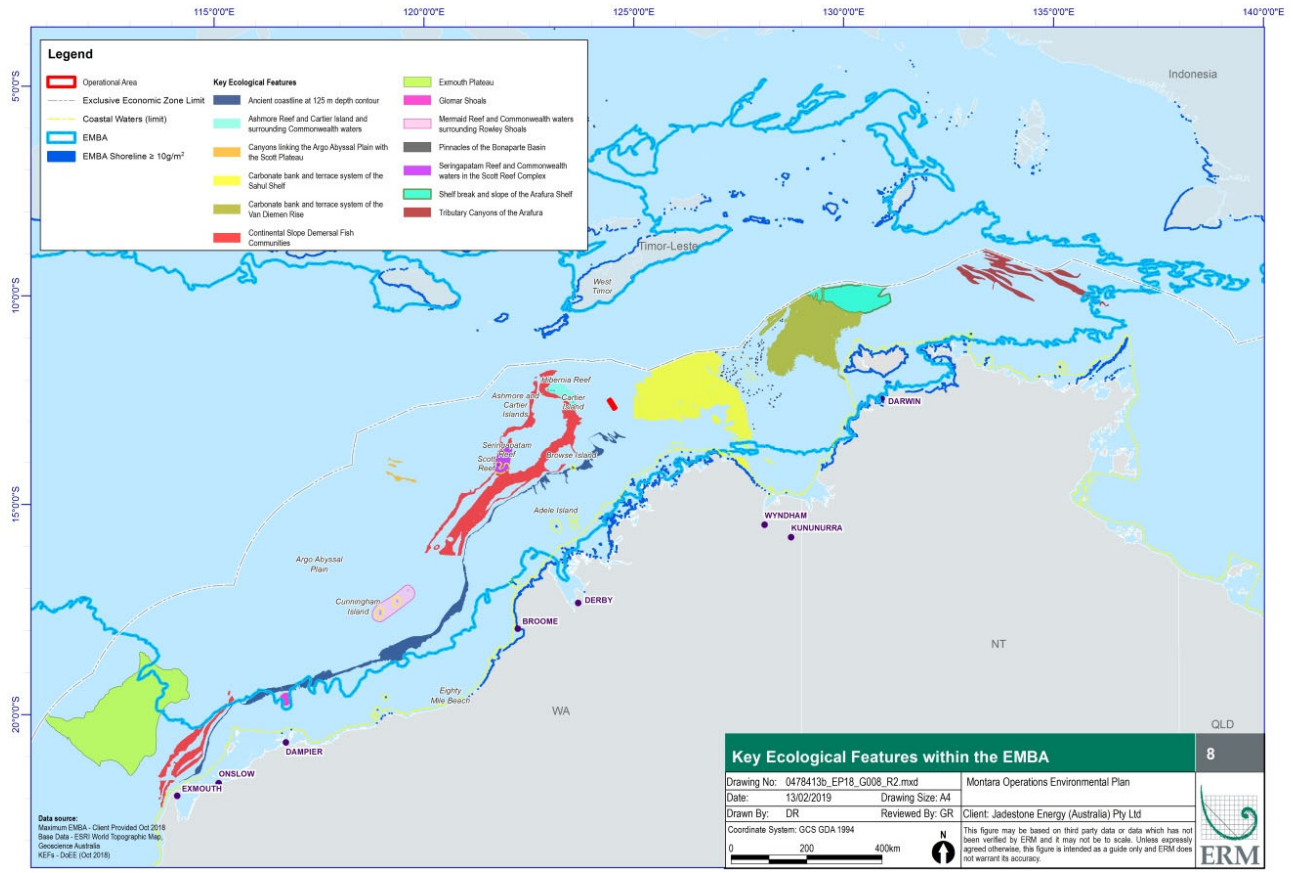 115°0'0"E
120°0'0"E
125°0'0"E
130°0'0"E
135°0'0"E
140°0'0"E
Legend
Operational Area
Exclusive Economic Zone Limit
Coastal Waters (limit)
EMBA
EMBA Shoreline ≥ 10g/m²
Key Ecological Features
Ancient coastline at 125 m depth contour
Ashmore Reef and Cartier Island and
surrounding Commonwealth waters
Canyons linking the Argo Abyssal Plain with
the Scott Plateau
Carbonate bank and terrace system of the
Sahul Shelf
Carbonate bank and terrace system of the
Van Diemen Rise
Continental Slope Demersal Fish
Communities
Exmouth Plateau
Glomar Shoals
Mermaid Reef and Commonwealth waters
surrounding Rowley Shoals
Pinnacles of the Bonaparte Basin
Seringapatam Reef and Commonwealth
waters in the Scott Reef Complex
Shelf break and slope of the Arafura Shelf
Tributary Canyons of the Arafura
5°0'0"S
10°0'0"S
15°0'0"S
20°0'0"S
Indonesia
Timor-Leste
West
Timor
Hibernia Reef
Ashmore and
Cartier
Islands
Cartier
Island
Seringapatam
Reef
Scott
Reef
Browse Island
Adele Island
Argo Abyssal
Plain
Cunningham
Island
Eighty
Mile Beach
DARWIN
WYNDHAM
KUNUNURRA
DERBY
BROOME
DAMPIER
ONSLOW
EXMOUTH
NT
WA
QLD
Data source:
Maximum EMBA - Client Provided Oct 2018
Base Data - ESRI World Topographic Map,
Geoscience Australia
KEFs - DoEE (Oct 2018)
Key Ecological Features within the EMBA
8
Drawing No: 0478413b_EP18_G008_R2.mxd
Montara Operations Environmental Plan
Date: 13/02/2019
Drawing Size: A4
Drawn By: DR
Reviewed By: GR
Client: Jadestone Energy (Australia) Pty Ltd
Coordinate System: GCS GDA 1994
N
0 200 400km
This figure may be based on third party data or data which has not
been verified by ERM and it may not be to scale. Unless expressly
agreed otherwise, this figure is intended as a guide only and ERM does
not warrant its accuracy.
ERM